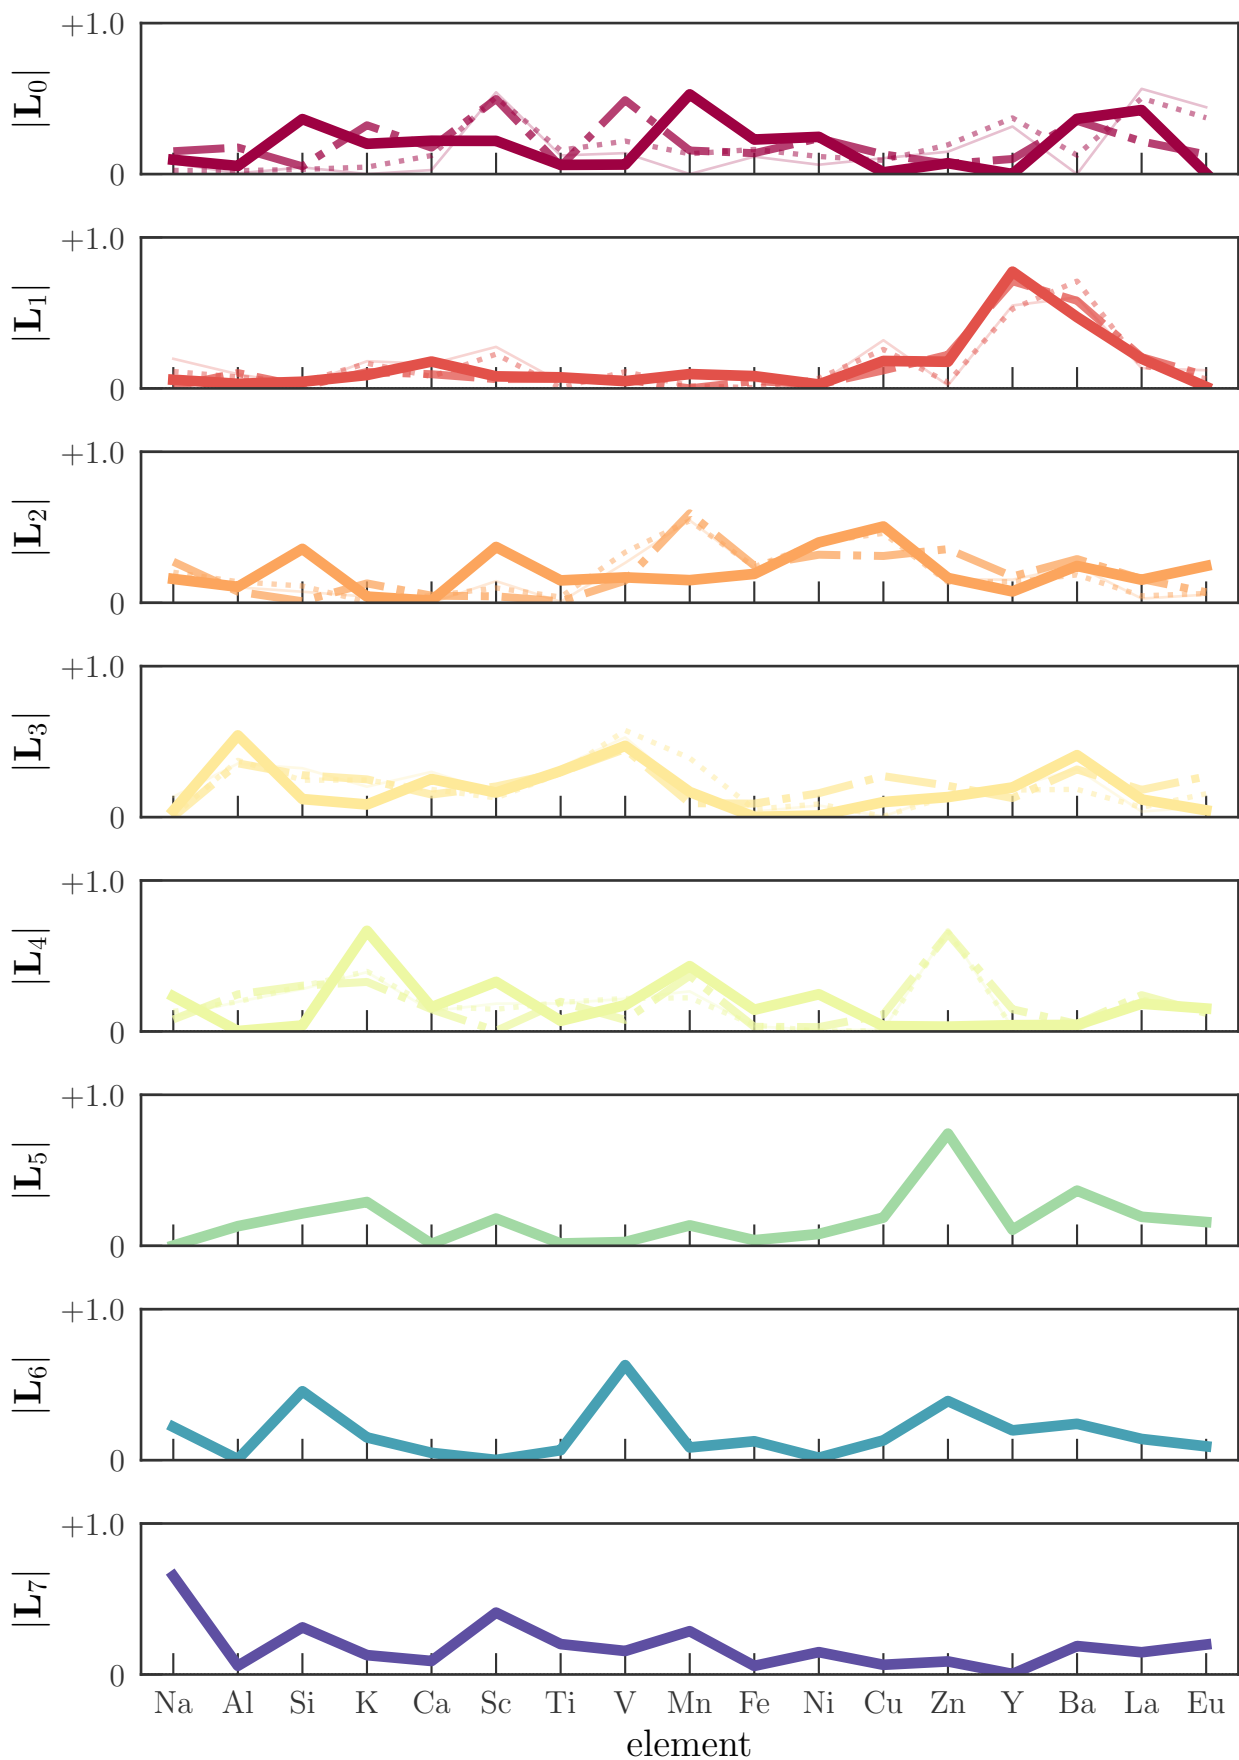 +1.0
|L0|
0
+1.0
|L1|
0
+1.0
|L2|
0
+1.0
|L3|
0
+1.0
|L4|
0
+1.0
|L5|
0
+1.0
|L6|
0
+1.0
|L7|
0
Na Al Si K Ca Sc Ti V Mn Fe Ni Cu Zn Y Ba La Eu
element